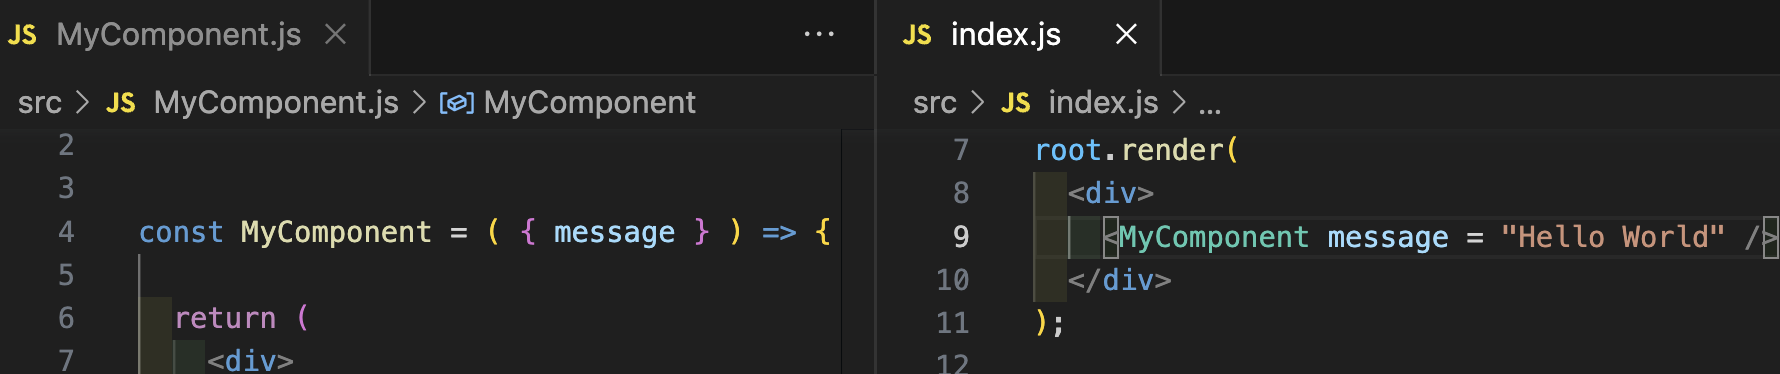 JS MyComponent.js ×
···
src > JS MyComponent.js > MyComponent
2
3
4 const MyComponent = ( { message } ) => {
5
6 return (
7 <div>
JS index.js ×
src > JS index.js > ...
7 root.render(
8 <div>
9 <MyComponent message = "Hello World" />
10 </div>
11 );
12